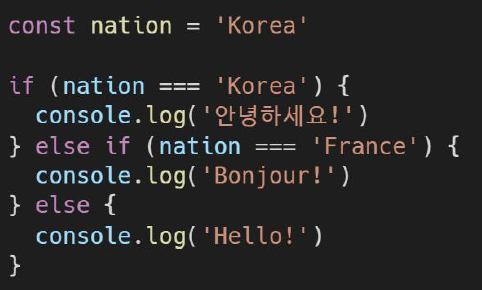 const nation = 'Korea'
if (nation === 'Korea') {
  console.log('안녕하세요!')
} else if (nation === 'France') {
  console.log('Bonjour!')
} else {
  console.log('Hello!')
}